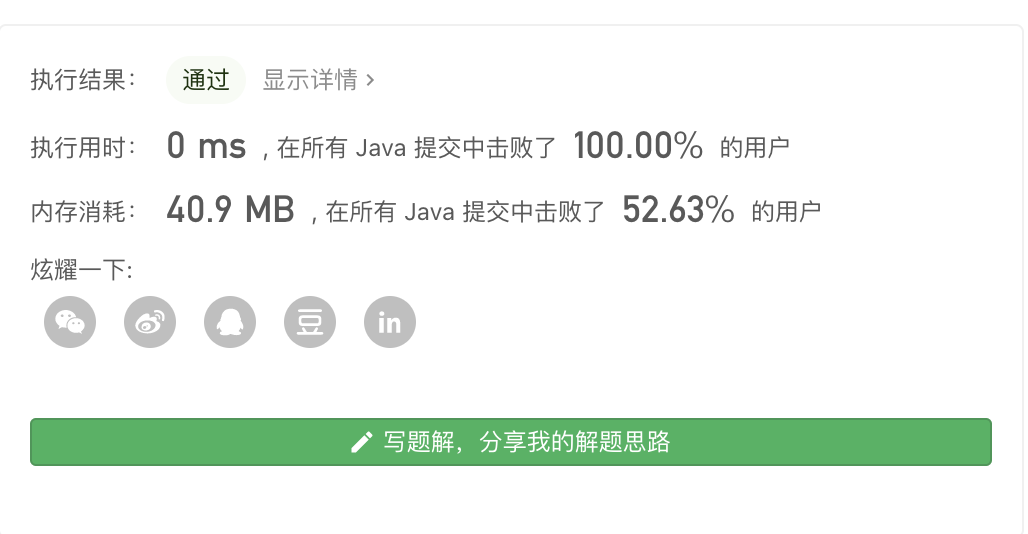 执行结果： 通过 显示详情 >
执行用时： 0 ms ，在所有 Java 提交中击败了 100.00% 的用户
内存消耗： 40.9 MB ，在所有 Java 提交中击败了 52.63% 的用户
炫耀一下:
豆 in
写题解，分享我的解题思路